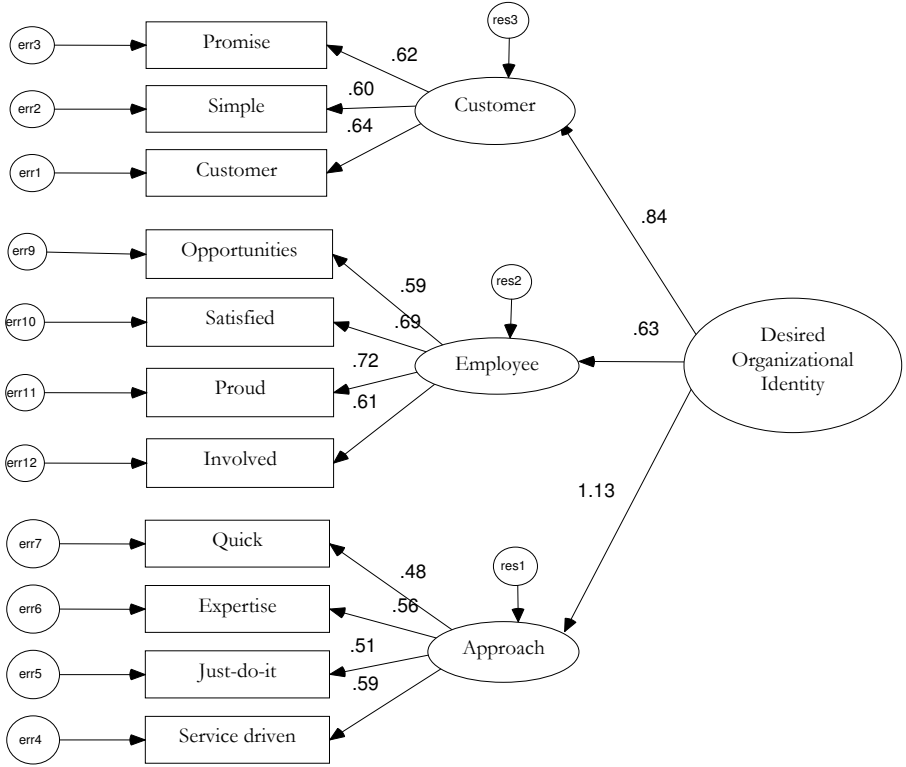 res3
err3
Promise
.62
err2
Simple
.60
Customer
.64
err1
Customer
.84
err9
Opportunities
.59
res2
err10
Satisfied
.69
.63
Desired
Organizational
Identity
Employee
.72
err11
Proud
.61
err12
Involved
1.13
err7
Quick
.48
res1
err6
Expertise
.56
Approach
.51
err5
Just-do-it
.59
err4
Service driven